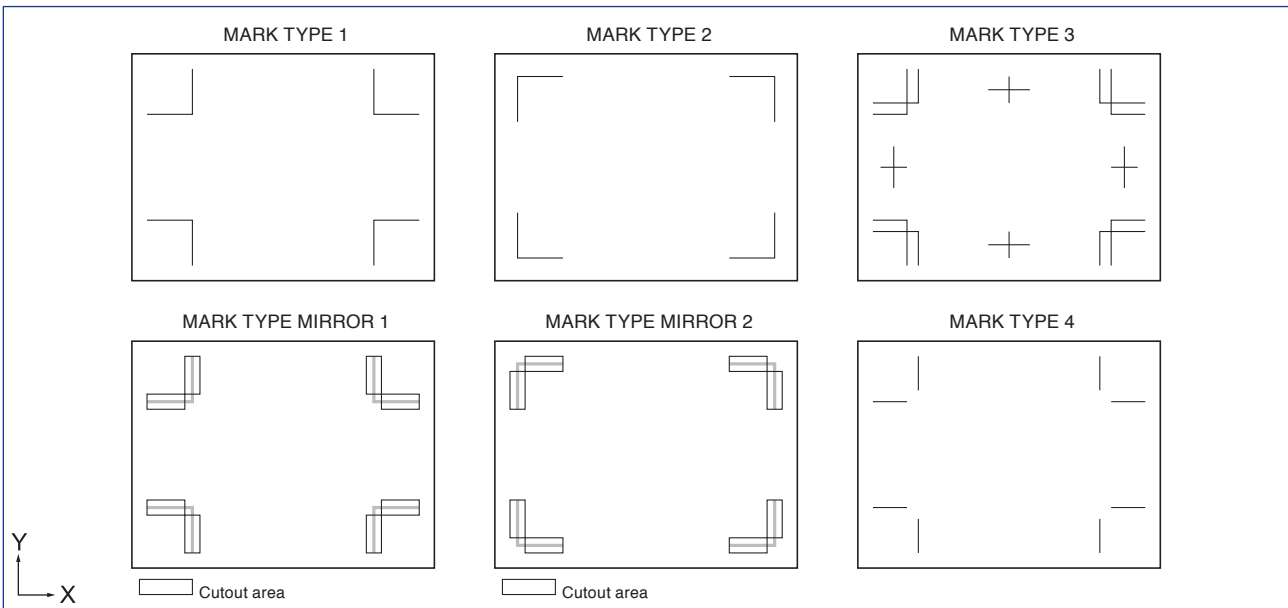 MARK TYPE 1
MARK TYPE 2
MARK TYPE 3
MARK TYPE MIRROR 1
MARK TYPE MIRROR 2
MARK TYPE 4
Y
X
Cutout area
Cutout area